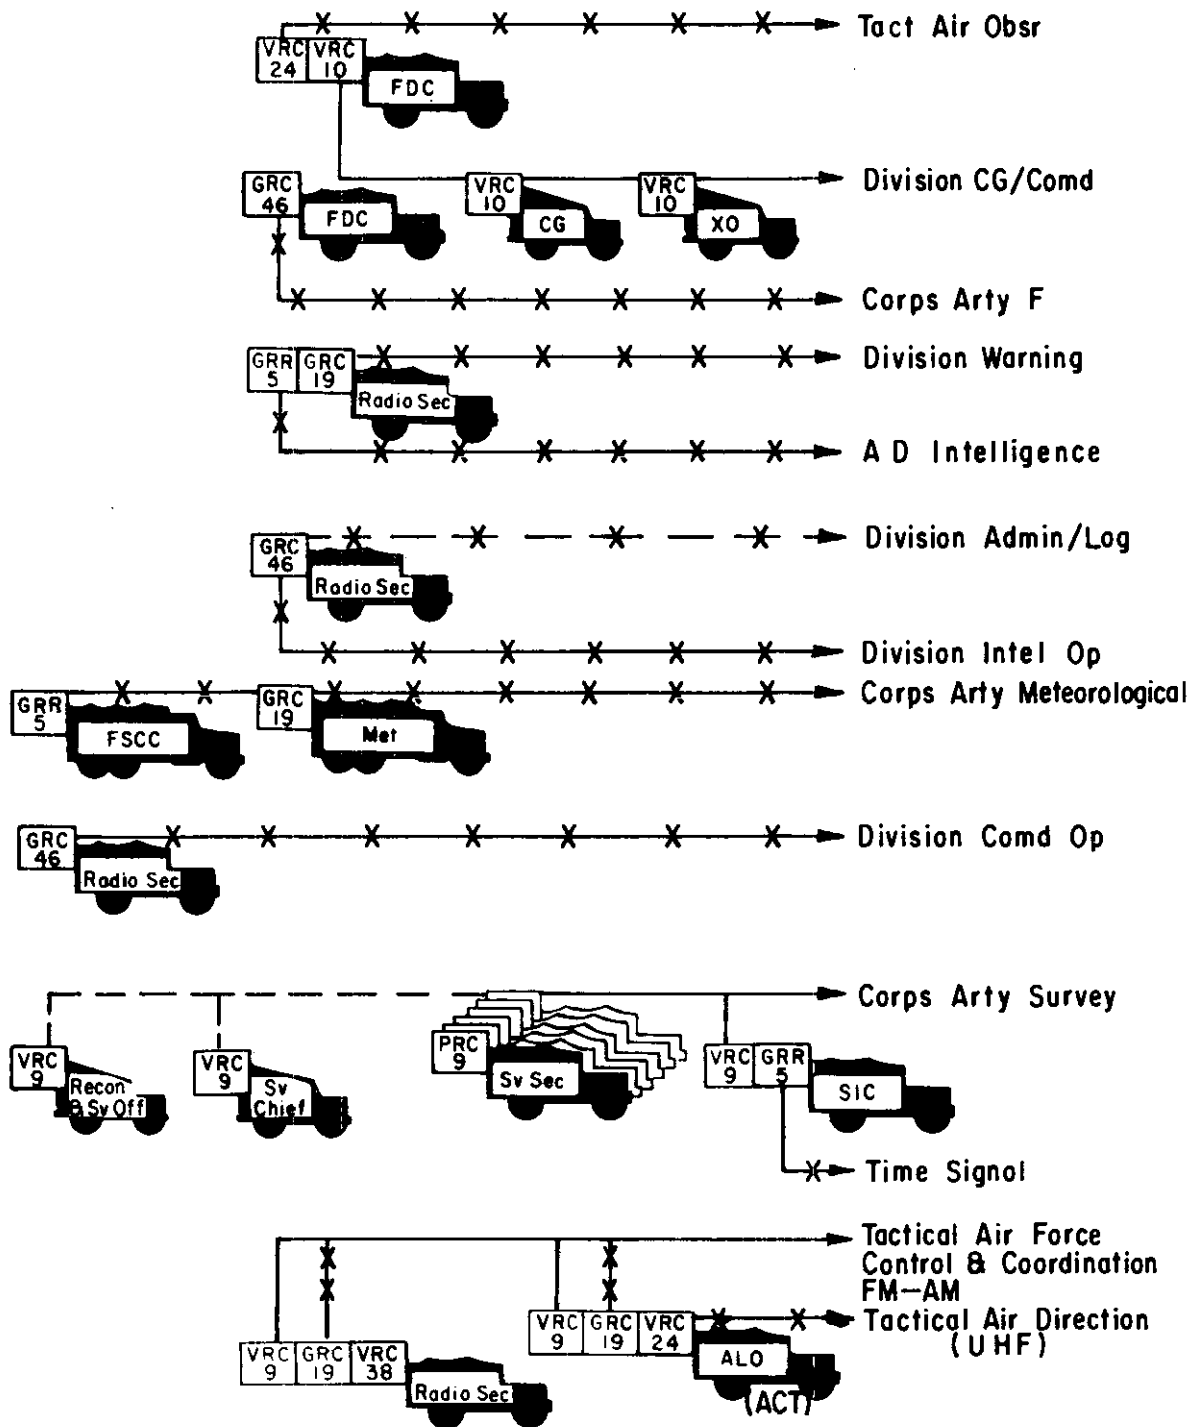 Tact Air Obsr
VRC 24
VRC 10
FDC
Division CG/Comd
GRC 46
FDC
VRC 10
CG
VRC 10
XO
Corps Arty F
Division Warning
GRR 5
GRC 19
Radio Sec
AD Intelligence
Division Admin/Log
GRC 46
Radio Sec
Division Intel Op
Corps Arty Meteorological
GRR 5
FSCC
GRC 19
Met
Division Comd Op
GRC 46
Radio Sec
Corps Arty Survey
VRC 9
Recon & Sv Off
VRC 9
Sv Chief
PRC 9
Sv Sec
VRC 9
GRR 5
SIC
Time Signal
Tactical Air Force
Control & Coordination
FM-AM
Tactical Air Direction
(UHF)
VRC 9
GRC 19
VRC 24
ALO
(ACT)
VRC 9
GRC 19
VRC 38
Radio Sec